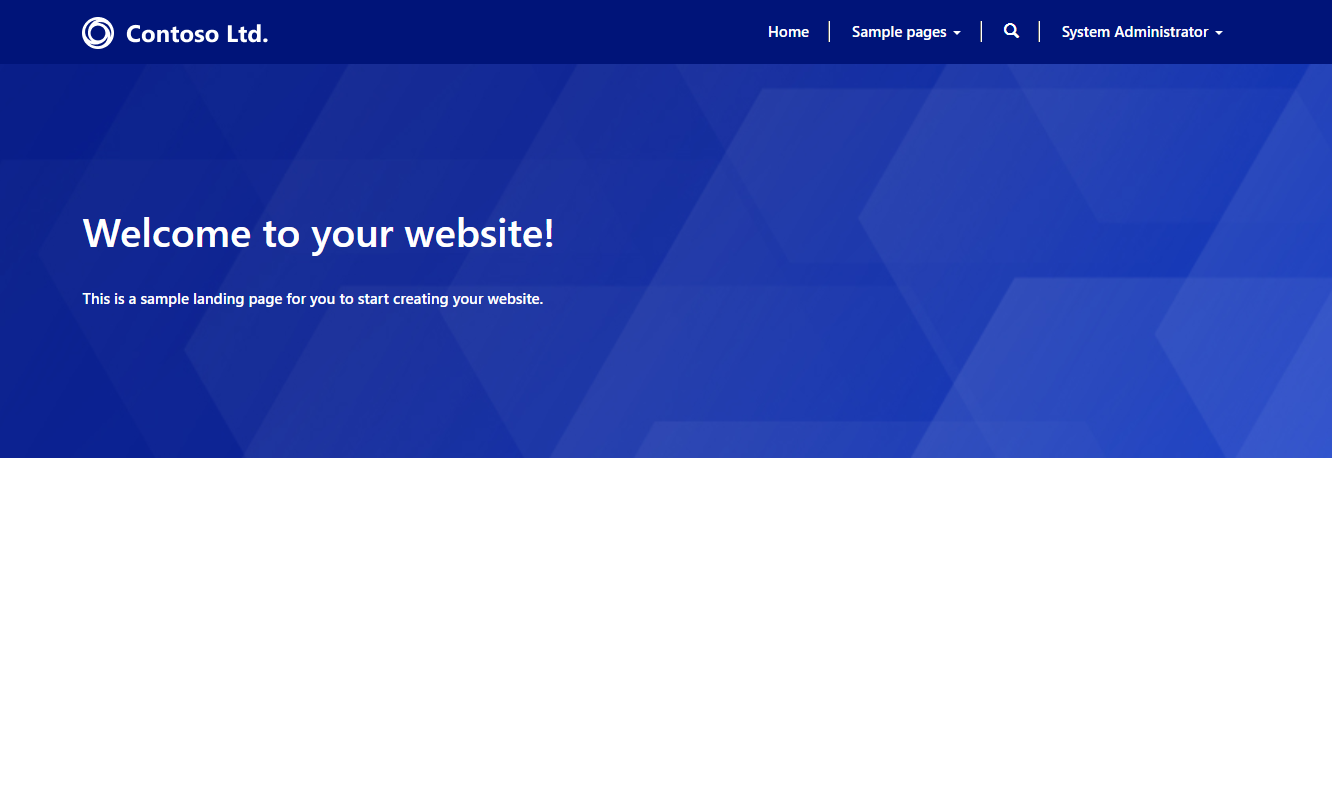 Contoso Ltd.
Home
Sample pages
System Administrator
Welcome to your website!
This is a sample landing page for you to start creating your website.